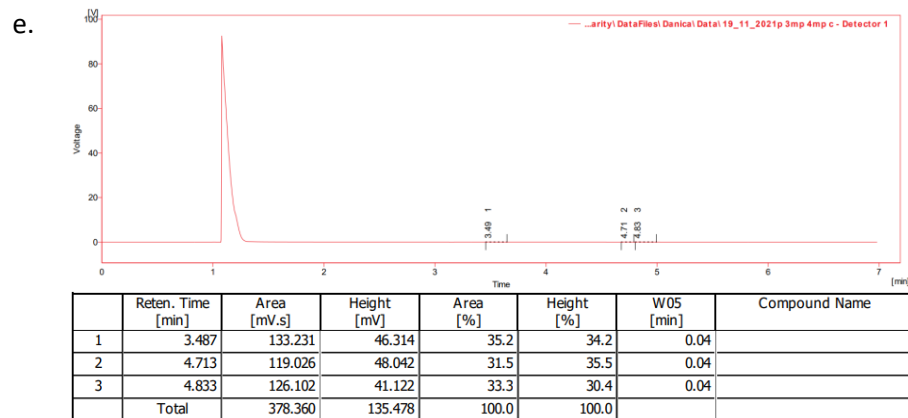 e.
[V]
100
...arity\DataFiles\Danica\Data\19_11_2021p 3mp 4mp c - Detector 1
80
60
Voltage
40
20
3.49 1
4.71 2
4.83 3
0
0 1 2 3 4 5 6 7
Time [min]
Reten. Time [min] Area [mV.s] Height [mV] Area [%] Height [%] W05 [min] Compound Name
1 3.487 133.231 46.314 35.2 34.2 0.04
2 4.713 119.026 48.042 31.5 35.5 0.04
3 4.833 126.102 41.122 33.3 30.4 0.04
Total 378.360 135.478 100.0 100.0